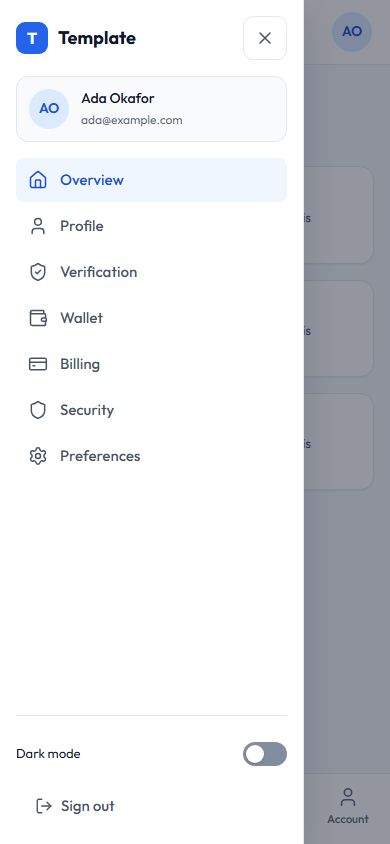 T Template
AO
AO
Ada Okafor
ada@example.com
Overview
Profile
Verification
Wallet
Billing
Security
Preferences
Dark mode
Sign out
Account